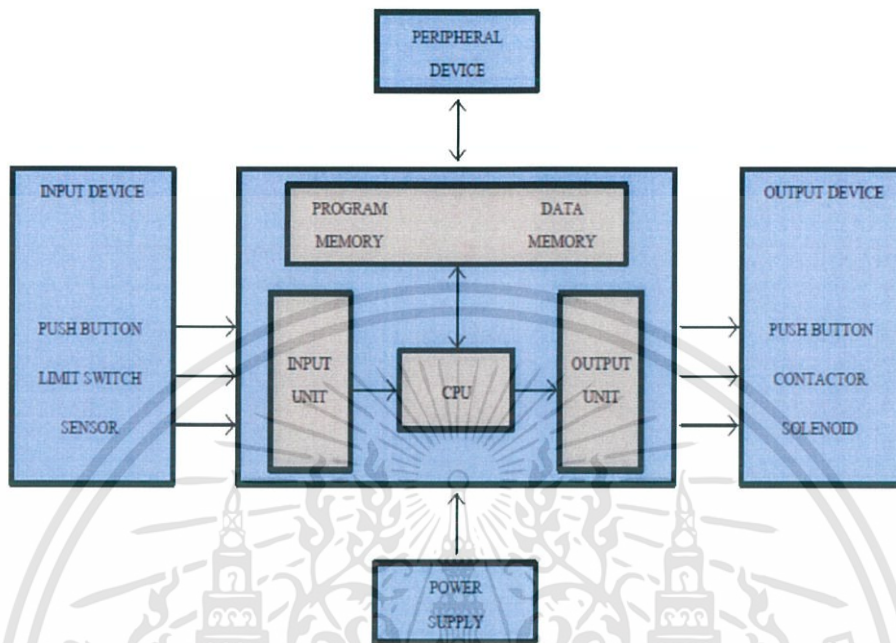 PERIPHERAL
DEVICE
INPUT DEVICE
PUSH BUTTON
LIMIT SWITCH
SENSOR
PROGRAM
MEMORY
DATA
MEMORY
INPUT
UNIT
CPU
OUTPUT
UNIT
OUTPUT DEVICE
PUSH BUTTON
CONTACTOR
SOLENOID
POWER
SUPPLY